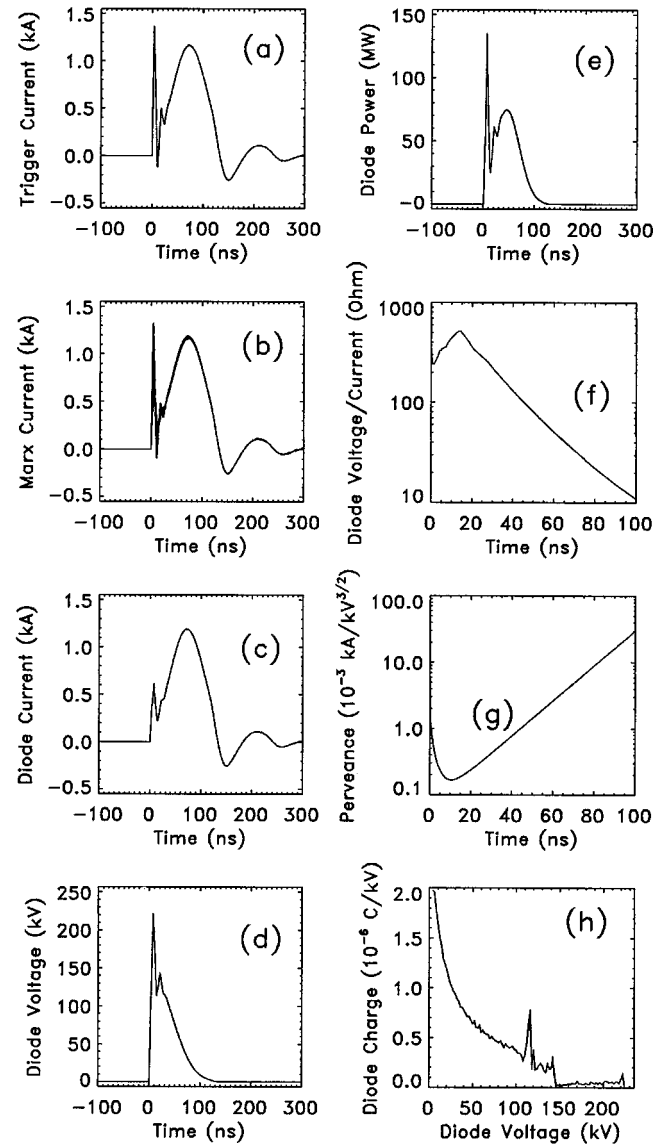 Trigger Current (kA)
1.5
1.0
0.5
0.0
−0.5
(a)
−100 0 100 200 300
Time (ns)
Marx Current (kA)
1.5
1.0
0.5
0.0
−0.5
(b)
−100 0 100 200 300
Time (ns)
Diode Current (kA)
1.5
1.0
0.5
0.0
−0.5
(c)
−100 0 100 200 300
Time (ns)
Diode Voltage (kV)
250
200
150
100
50
0
(d)
−100 0 100 200 300
Time (ns)
Diode Power (MW)
150
100
50
−0
(e)
−100 0 100 200 300
Time (ns)
Diode Voltage/Current (Ohm)
1000
100
10
(f)
0 20 40 60 80 100
Time (ns)
Perveance (10⁻³ kA/kV³/²)
100.0
10.0
1.0
0.1
(g)
0 20 40 60 80 100
Time (ns)
Diode Charge (10⁻⁶ C/kV)
2.0
1.5
1.0
0.5
0.0
(h)
0 50 100 150 200
Diode Voltage (kV)